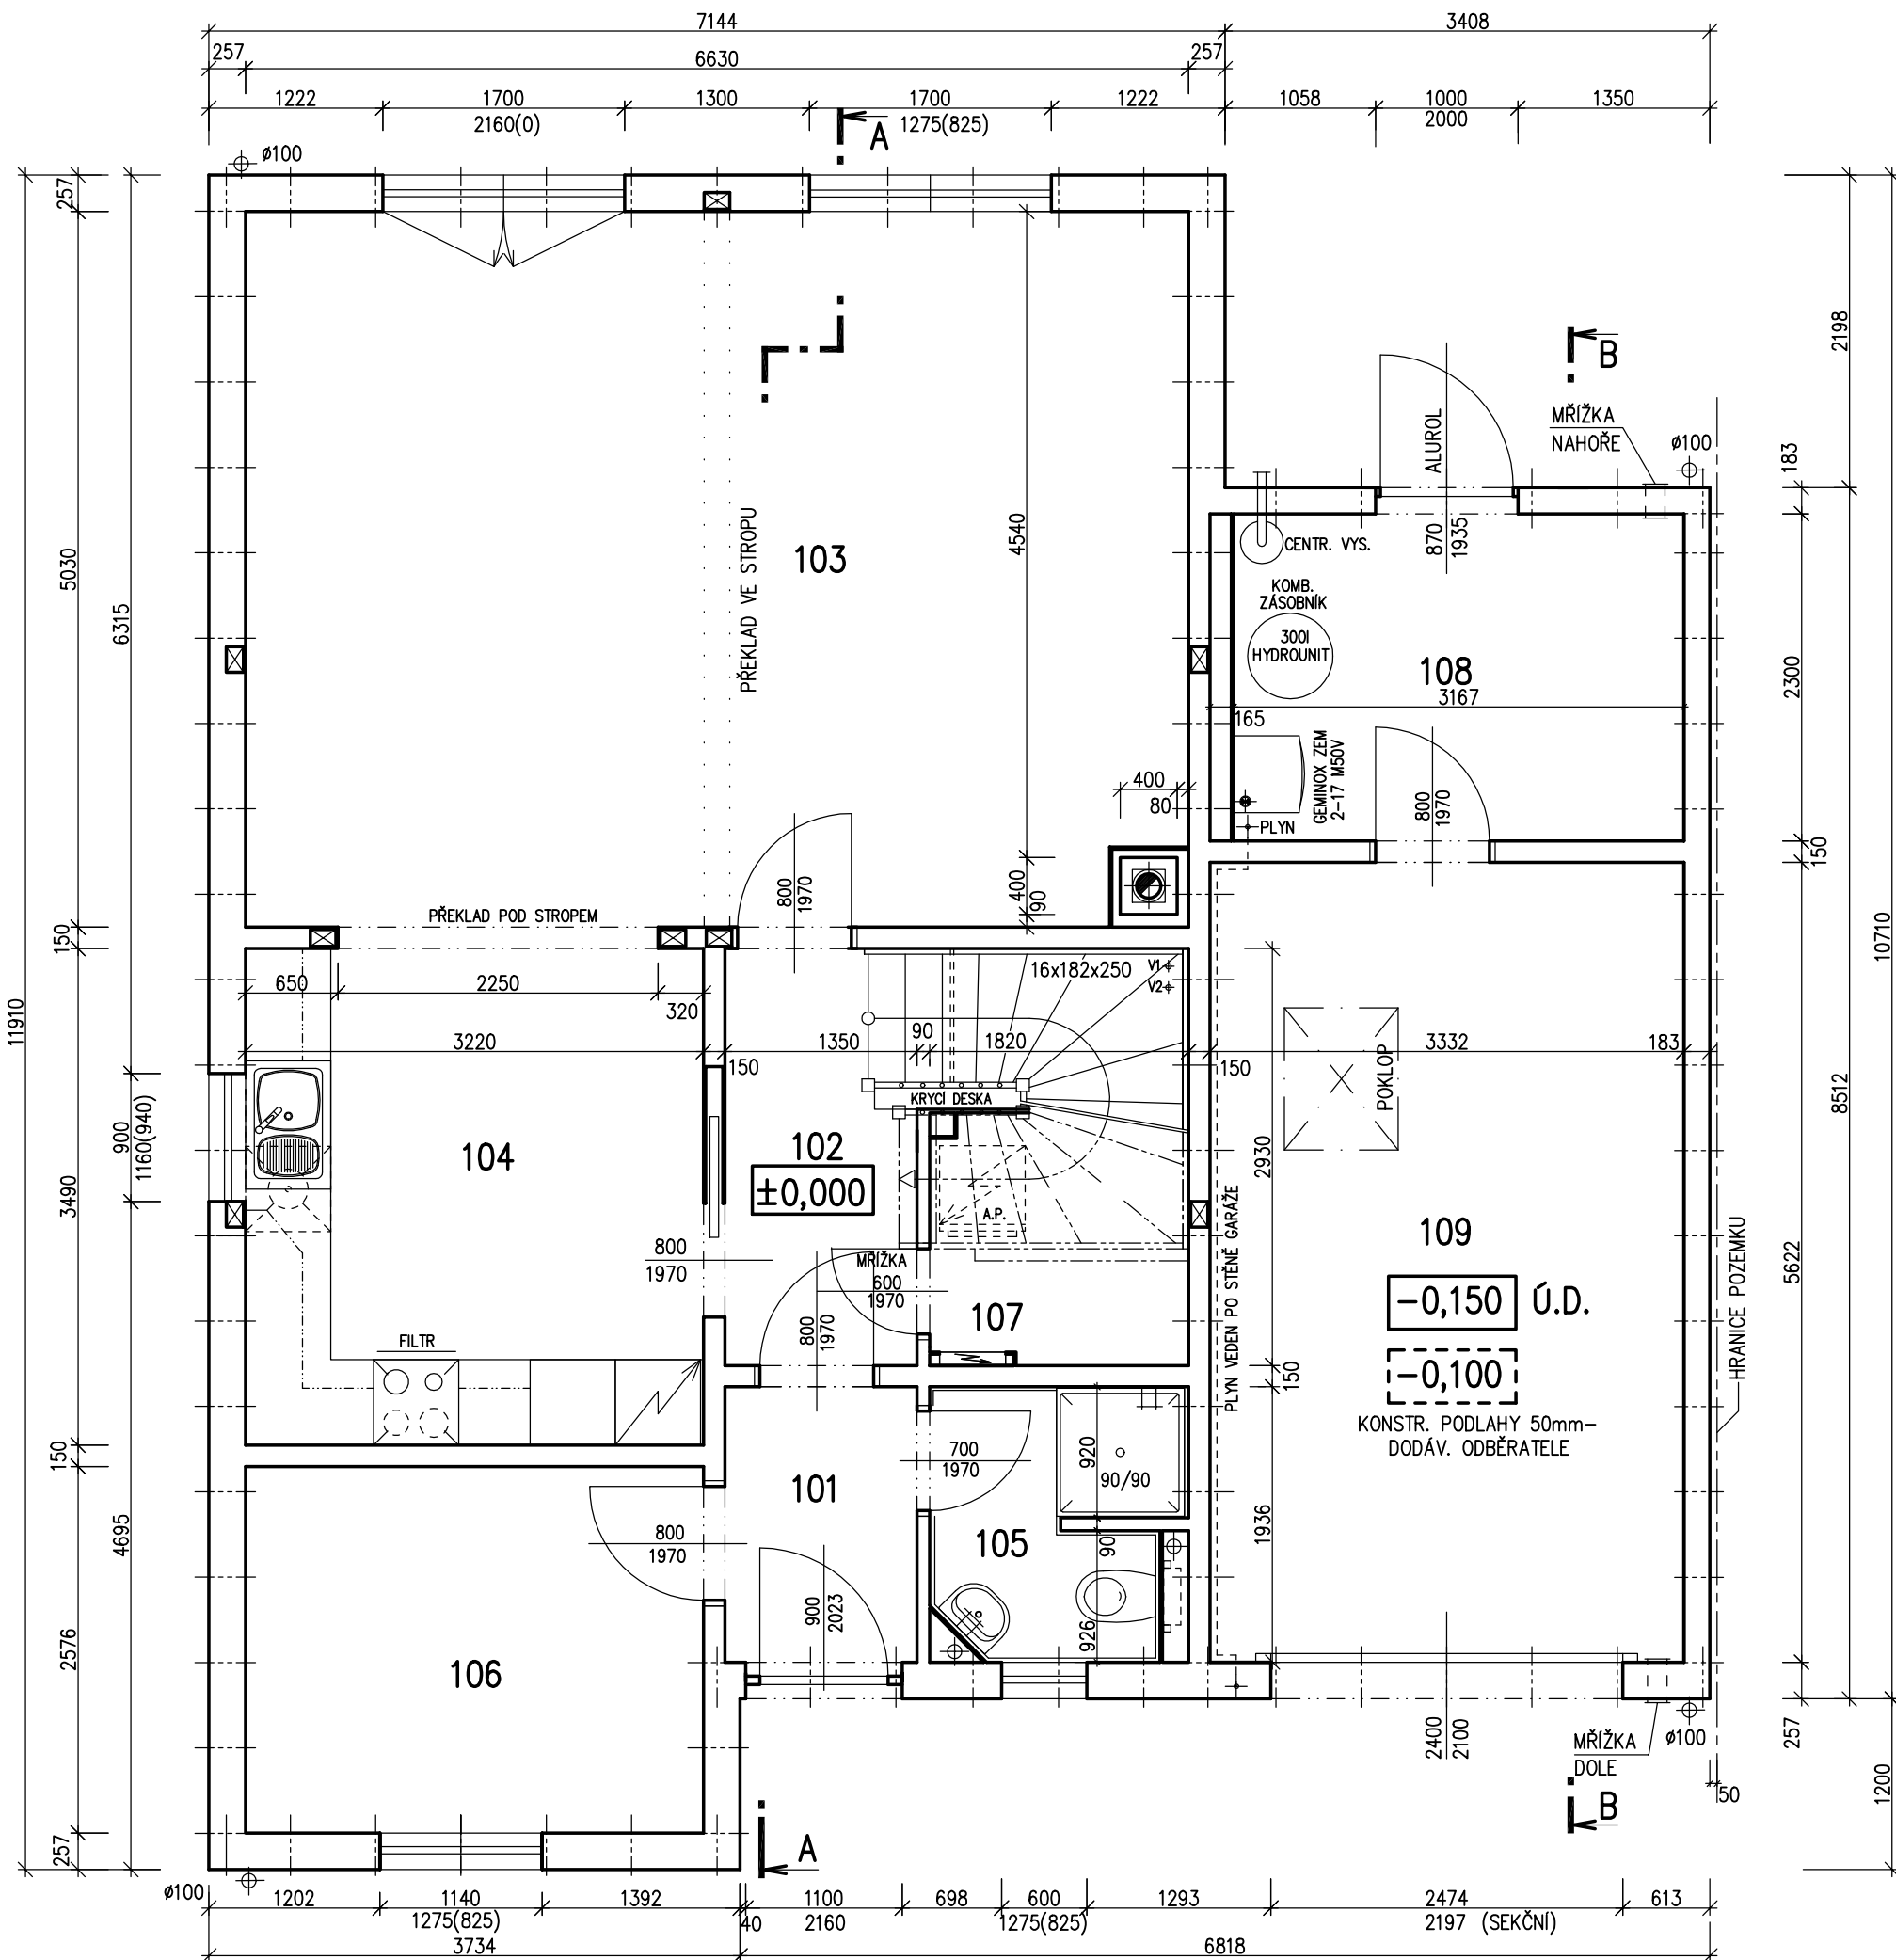 7144
3408
257
6630
257
1222
1700
1300
1700
1222
1058
1000
1350
2160(0)
1275(825)
2000
A
ø100
257
5030
6315
150
11910
900
1160(940)
3490
150
4695
2576
257
2198
183
10710
2300
150
8512
5622
257
1200
B
MŘÍŽKA
NAHOŘE
ø100
ALUROL
PŘEKLAD VE STROPU
103
4540
CENTR. VYS.
870
1935
KOMB.
ZÁSOBNÍK
300l
HYDROUNIT
108
3167
165
GEMINOX ZEM
2-17 M50V
PLYN
800
1970
400
80
400
90
800
1970
PŘEKLAD POD STROPEM
650
2250
320
16x182x250
V1
V2
3220
150
1350
90
1820
150
3332
183
POKLOP
KRYCÍ DESKA
104
102
±0,000
2930
A.P.
PLYN VEDEN PO STĚNĚ GARÁŽE
109
HRANICE POZEMKU
800
1970
MŘÍŽKA
600
1970
800
1970
107
-0,150 Ú.D.
-0,100
150
KONSTR. PODLAHY 50mm-
DODÁV. ODBĚRATELE
FILTR
101
700
1970
920
90/90
105
90
926
1936
800
1970
900
2023
106
2400
2100
MŘÍŽKA
DOLE
ø100
50
B
A
ø100
1202
1140
1392
1100
698
600
1293
2474
613
1275(825)
40
2160
1275(825)
2197 (SEKČNÍ)
3734
6818